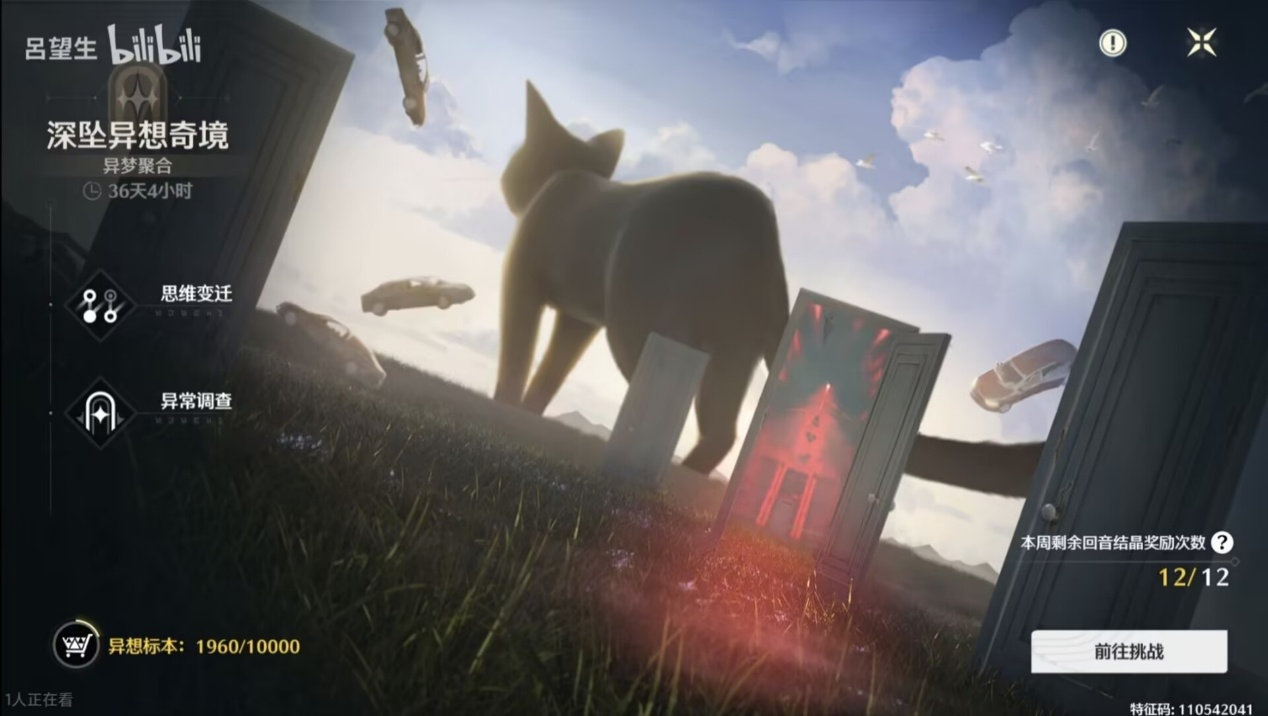 呂望生 bilibili
深坠异想奇境
异梦聚合
36天4小时
思维变迁
异常调查
本周剩余回音结晶奖励次数 ?
12/12
异想标本：1960/10000
前往挑战
1人正在看
特征码: 110542041